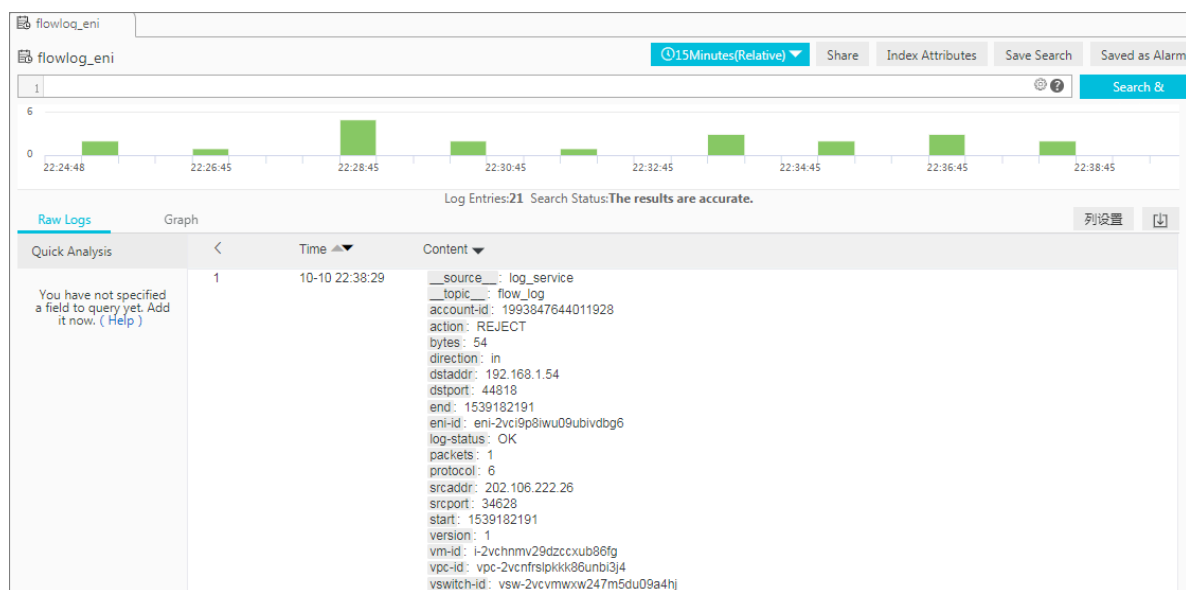 flowlog_eni
flowlog_eni
15Minutes(Relative) Share Index Attributes Save Search Saved as Alarm
1 Search &
6
0
22:24:48 22:26:45 22:28:45 22:30:45 22:32:45 22:34:45 22:36:45 22:38:45
Log Entries:21 Search Status:The results are accurate.
Raw Logs Graph 列设置
Quick Analysis < Time Content
You have not specified
a field to query yet. Add
it now. ( Help )
1 10-10 22:38:29 __source__: log_service
__topic__: flow_log
account-id: 1993847644011928
action: REJECT
bytes: 54
direction: in
dstaddr: 192.168.1.54
dstport: 44818
end: 1539182191
eni-id: eni-2vci9p8iwu09ubivdbg6
log-status: OK
packets: 1
protocol: 6
srcaddr: 202.106.222.26
srcport: 34628
start: 1539182191
version: 1
vm-id: i-2vchnmv29dzccxub86fg
vpc-id: vpc-2vcnfrslpkkk86unbi3j4
vswitch-id: vsw-2vcvmwxw247m5du09a4hj